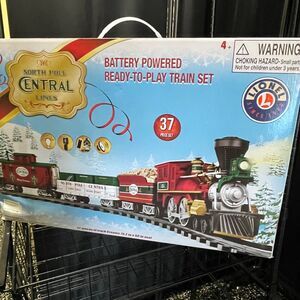 NORTH POLE
CENTRAL
LINES
BATTERY POWERED
READY-TO-PLAY TRAIN SET
4+
WARNING
CHOKING HAZARD-Small parts
Not for children under 3 years.
LIONEL
L
37
PIECE SET